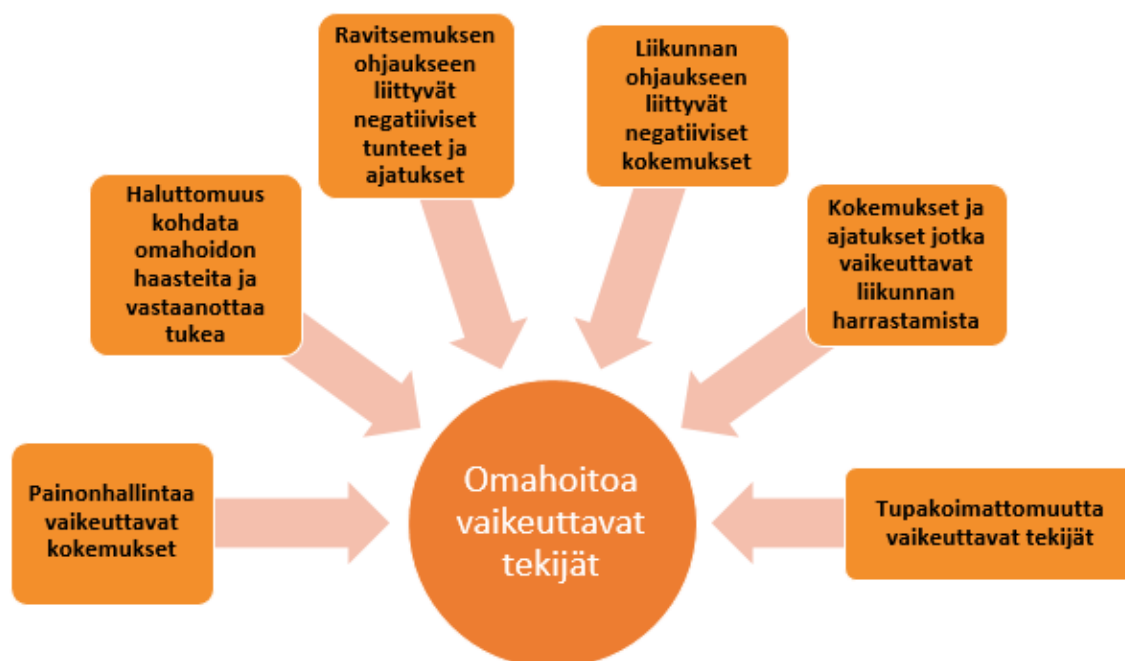 Ravitsemuksen
ohjaukseen
liittyvät
negatiiviset
tunteet ja
ajatukset
Liikunnan
ohjaukseen
liittyvät
negatiiviset
kokemukset
Haluttomuus
kohdata
omahoidon
haasteita ja
vastaanottaa
tukea
Kokemukset ja
ajatukset jotka
vaikeuttavat
liikunnan
harrastamista
Painonhallintaa
vaikeuttavat
kokemukset
Omahoitoa
vaikeuttavat
tekijät
Tupakoimattomuutta
vaikeuttavat tekijät